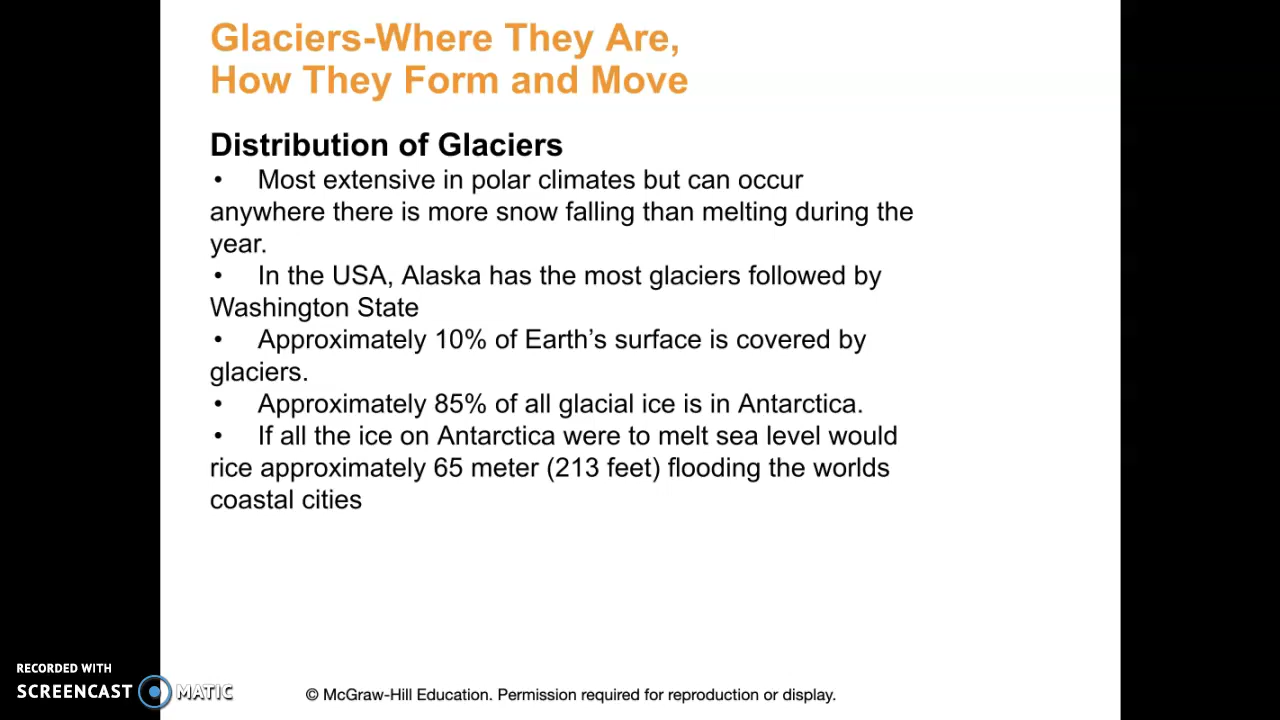 Glaciers-Where They Are,
How They Form and Move
Distribution of Glaciers
• Most extensive in polar climates but can occur
anywhere there is more snow falling than melting during the
year.
• In the USA, Alaska has the most glaciers followed by
Washington State
• Approximately 10% of Earth’s surface is covered by
glaciers.
• Approximately 85% of all glacial ice is in Antarctica.
• If all the ice on Antarctica were to melt sea level would
rice approximately 65 meter (213 feet) flooding the worlds
coastal cities
RECORDED WITH
SCREENCAST MATIC
© McGraw-Hill Education. Permission required for reproduction or display.